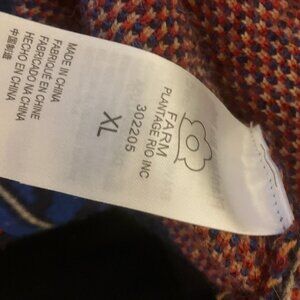 FARM
PLANTAGE RIO INC
302205
XL
MADE IN CHINA
FABRIQUÉ EN CHINE
FABRICADO EN CHINA
HECHO EN CHINA
中国制造